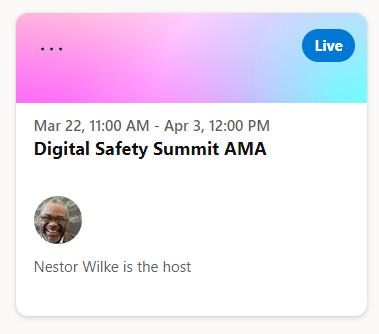 ...
Live
Mar 22, 11:00 AM - Apr 3, 12:00 PM
Digital Safety Summit AMA
Nestor Wilke is the host